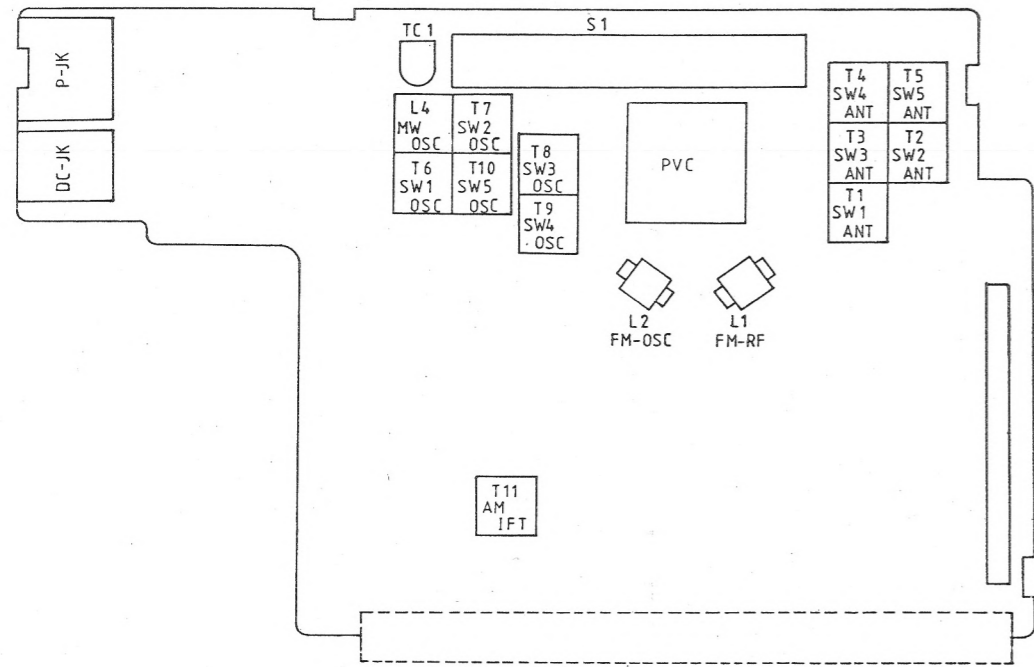 P-JK
DC-JK
TC1
S1
L4
MW
OSC
T7
SW2
OSC
T6
SW1
OSC
T10
SW5
OSC
T8
SW3
OSC
T9
SW4
OSC
PVC
T4
SW4
ANT
T5
SW5
ANT
T3
SW3
ANT
T2
SW2
ANT
T1
SW1
ANT
L2
FM-OSC
L1
FM-RF
T11
AM
IFT